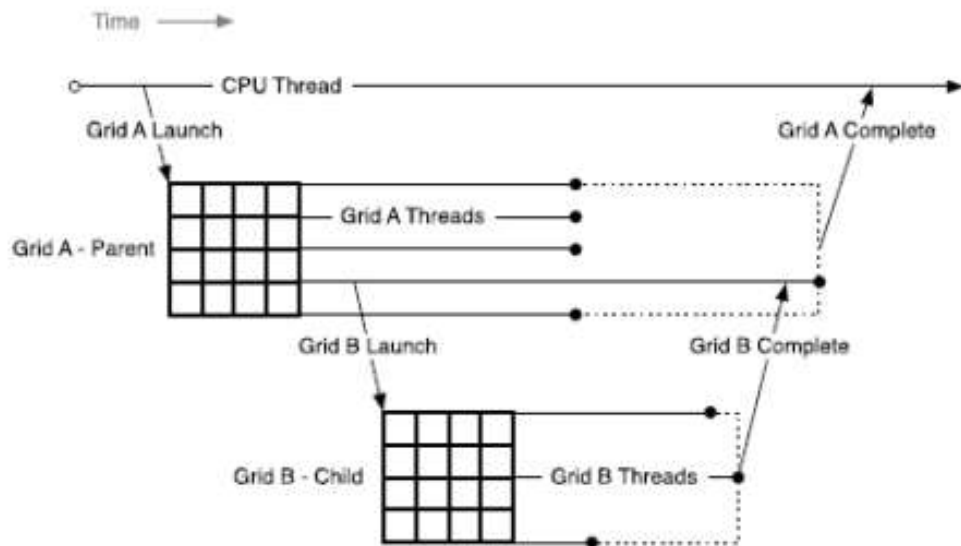 Time
CPU Thread
Grid A Launch
Grid A Complete
Grid A Threads
Grid A - Parent
Grid B Launch
Grid B Complete
Grid B - Child
Grid B Threads